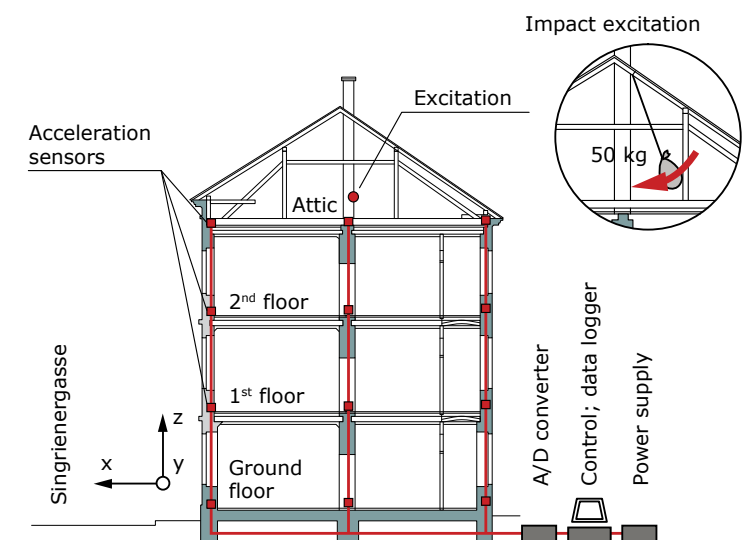 Impact excitation
Excitation
Acceleration
sensors
50 kg
Attic
2nd floor
1st floor
Ground
floor
Singrienergasse
x
z
y
A/D converter
Control; data logger
Power supply